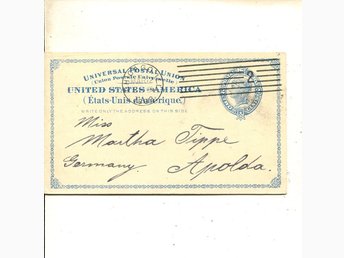 UNIVERSAL POSTAL UNION
(Union Postale Universelle)
UNITED STATES OF AMERICA
(États-Unis d'Amérique.)
WRITE ONLY THE ADDRESS ON THIS SIDE
2
Miss
Martha Tippe
Germany. Apolda.